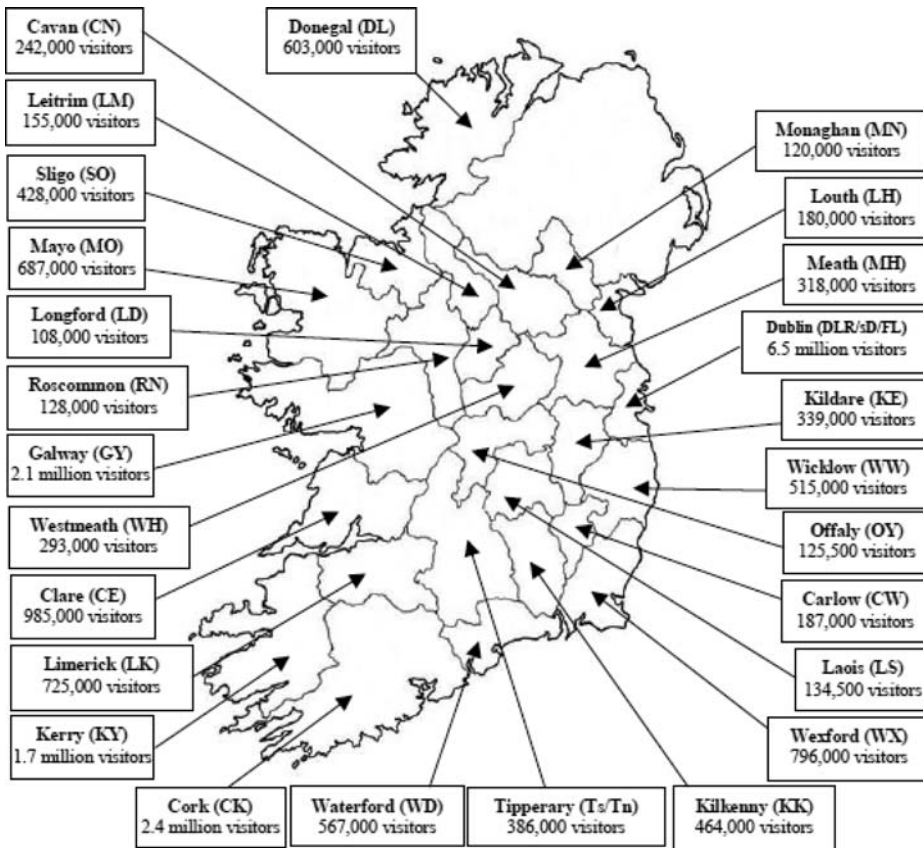 Cavan (CN)
242,000 visitors
Donegal (DL)
603,000 visitors
Leitrim (LM)
155,000 visitors
Monaghan (MN)
120,000 visitors
Sligo (SO)
428,000 visitors
Louth (LH)
180,000 visitors
Mayo (MO)
687,000 visitors
Meath (MH)
318,000 visitors
Longford (LD)
108,000 visitors
Dublin (DLR/sD/FL)
6.5 million visitors
Roscommon (RN)
128,000 visitors
Kildare (KE)
339,000 visitors
Galway (GY)
2.1 million visitors
Wicklow (WW)
515,000 visitors
Westmeath (WH)
293,000 visitors
Offaly (OY)
125,500 visitors
Clare (CE)
985,000 visitors
Carlow (CW)
187,000 visitors
Limerick (LK)
725,000 visitors
Laois (LS)
134,500 visitors
Kerry (KY)
1.7 million visitors
Wexford (WX)
796,000 visitors
Cork (CK)
2.4 million visitors
Waterford (WD)
567,000 visitors
Tipperary (Ts/Tn)
386,000 visitors
Kilkenny (KK)
464,000 visitors